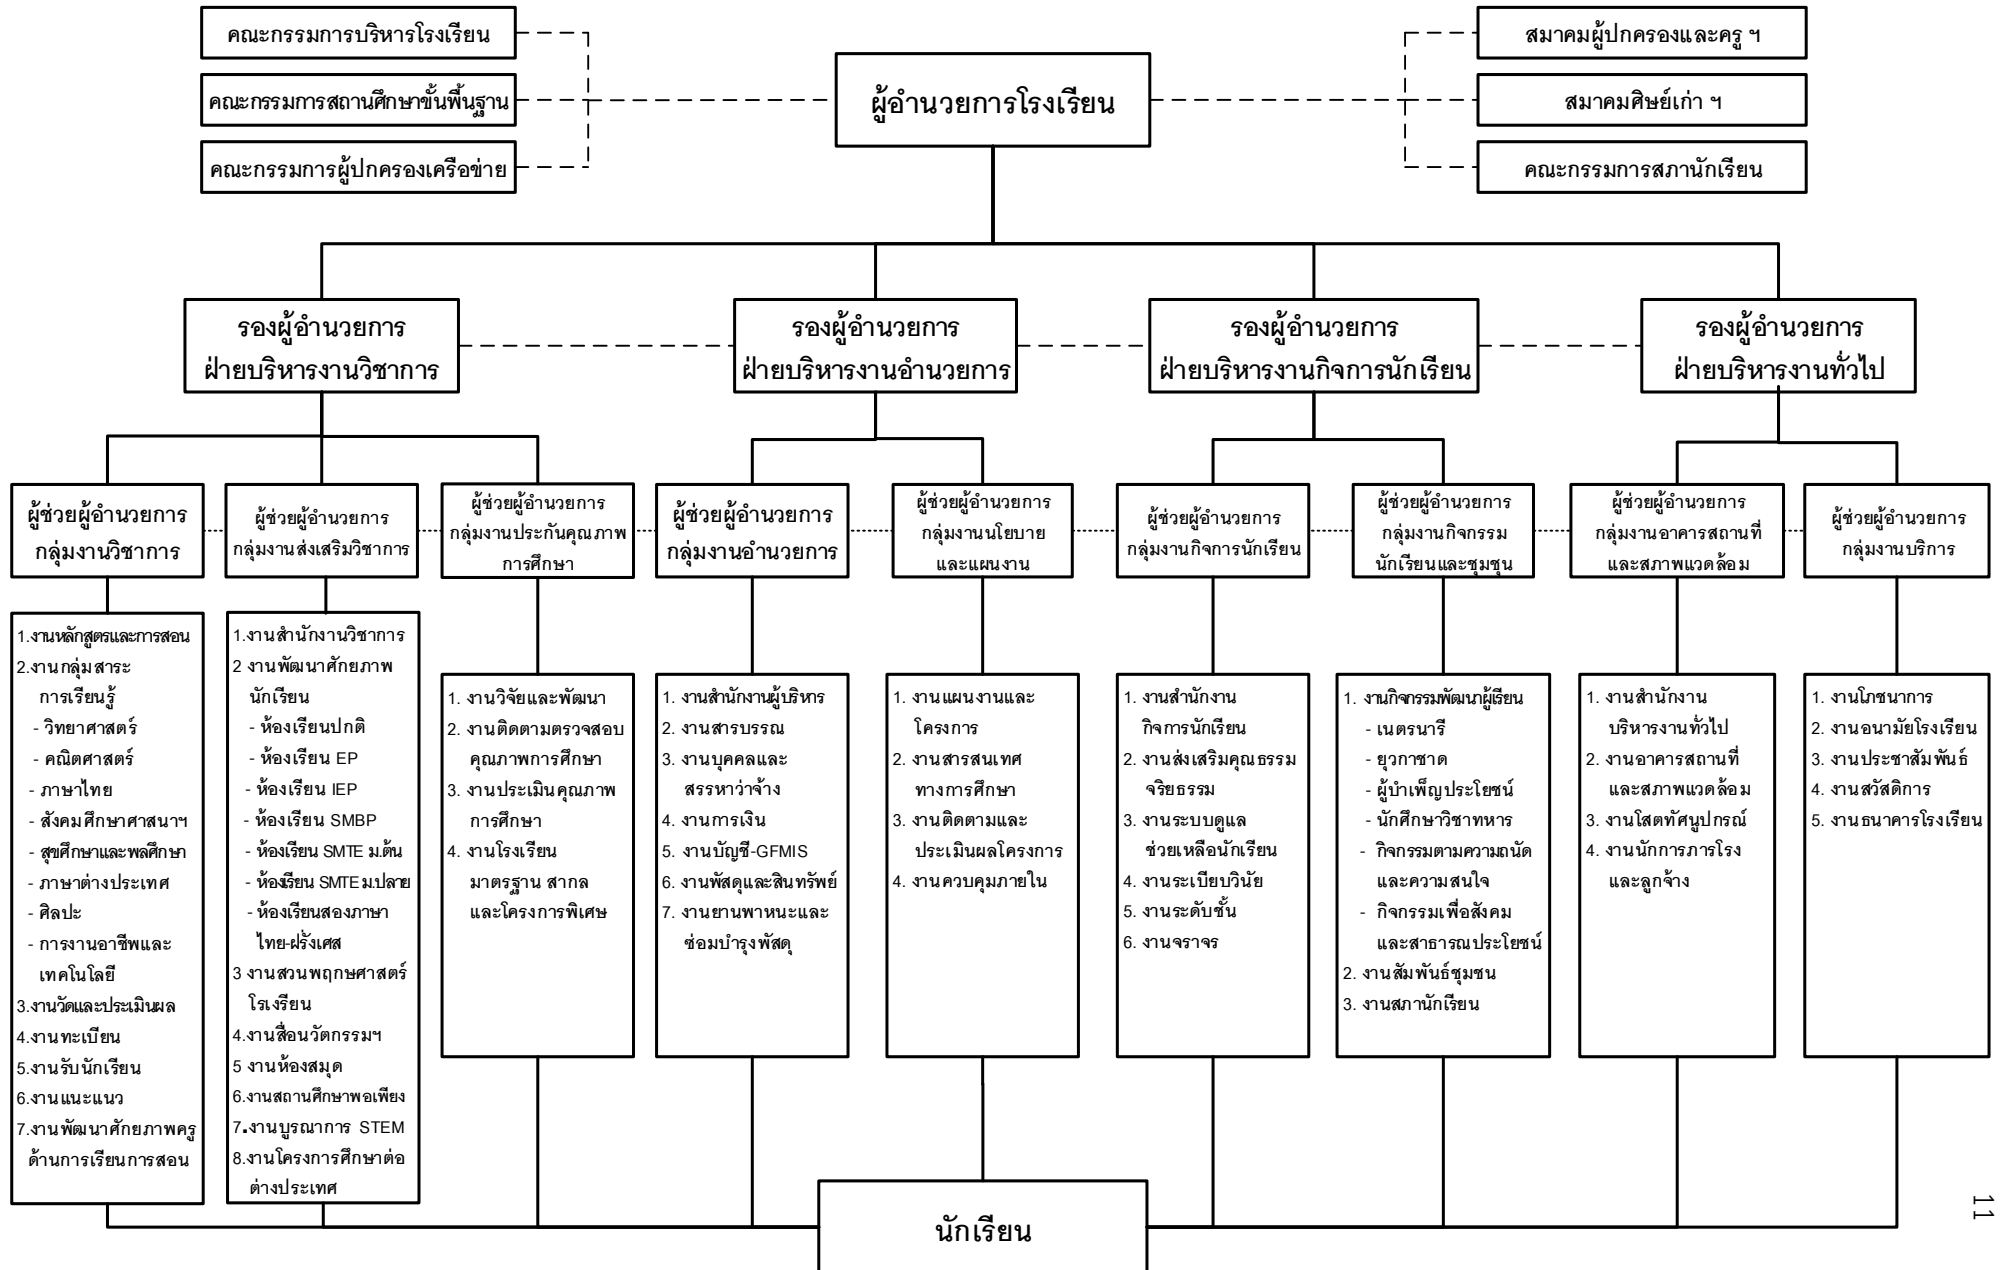 คณะกรรมการบริหารโรงเรียน
คณะกรรมการสถานศึกษาขั้นพื้นฐาน
คณะกรรมการผู้ปกครองเครือข่าย
ผู้อำนวยการโรงเรียน
สมาคมผู้ปกครองและครู ฯ
สมาคมศิษย์เก่า ฯ
คณะกรรมการสภานักเรียน
รองผู้อำนวยการ
ฝ่ายบริหารงานวิชาการ
รองผู้อำนวยการ
ฝ่ายบริหารงานอำนวยการ
รองผู้อำนวยการ
ฝ่ายบริหารงานกิจการนักเรียน
รองผู้อำนวยการ
ฝ่ายบริหารงานทั่วไป
ผู้ช่วยผู้อำนวยการ
กลุ่มงานวิชาการ
ผู้ช่วยผู้อำนวยการ
กลุ่มงานส่งเสริมวิชาการ
ผู้ช่วยผู้อำนวยการ
กลุ่มงานประกันคุณภาพ
การศึกษา
ผู้ช่วยผู้อำนวยการ
กลุ่มงานอำนวยการ
ผู้ช่วยผู้อำนวยการ
กลุ่มงานนโยบาย
และแผนงาน
ผู้ช่วยผู้อำนวยการ
กลุ่มงานกิจการนักเรียน
ผู้ช่วยผู้อำนวยการ
กลุ่มงานกิจกรรม
นักเรียนและชุมชุน
ผู้ช่วยผู้อำนวยการ
กลุ่มงานอาคารสถานที่
และสภาพแวดล้อม
ผู้ช่วยผู้อำนวยการ
กลุ่มงานบริการ
1.งานหลักสูตรและการสอน
2.งานกลุ่มสาระ
การเรียนรู้
- วิทยาศาสตร์
- คณิตศาสตร์
- ภาษาไทย
- สังคมศึกษาศาสนาฯ
- สุขศึกษาและพลศึกษา
- ภาษาต่างประเทศ
- ศิลปะ
- การงานอาชีพและ
เทคโนโลยี
3.งานวัดและประเมินผล
4.งานทะเบียน
5.งานรับนักเรียน
6.งานแนะแนว
7.งานพัฒนาศักยภาพครู
ด้านการเรียนการสอน
1.งานสำนักงานวิชาการ
2 งานพัฒนาศักยภาพ
นักเรียน
- ห้องเรียนปกติ
- ห้องเรียน EP
- ห้องเรียน IEP
- ห้องเรียน SMBP
- ห้องเรียน SMTE ม.ต้น
- ห้องเรียน SMTE ม.ปลาย
- ห้องเรียนสองภาษา
ไทย-ฝรั่งเศส
3 งานสวนพฤกษศาสตร์
โรเงรียน
4.งานสื่อนวัตกรรมฯ
5 งานห้องสมุด
6.งานสถานศึกษาพอเพียง
7.งานบูรณาการ STEM
8.งานโครงการศึกษาต่อ
ต่างประเทศ
1. งานวิจัยและพัฒนา
2. งานติดตามตรวจสอบ
คุณภาพการศึกษา
3. งานประเมินคุณภาพ
การศึกษา
4. งานโรงเรียน
มาตรฐาน สากล
และโครงการพิเศษ
1. งานสำนักงานผู้บริหาร
2. งานสารบรรณ
3. งานบุคคลและ
สรรหาว่าจ้าง
4. งานการเงิน
5. งานบัญชี-GFMIS
6. งานพัสดุและสินทรัพย์
7. งานยานพาหนะและ
ซ่อมบำรุงพัสดุ
1. งานแผนงานและ
โครงการ
2. งานสารสนเทศ
ทางการศึกษา
3. งานติดตามและ
ประเมินผลโครงการ
4. งานควบคุมภายใน
1. งานสำนักงาน
กิจการนักเรียน
2. งานส่งเสริมคุณธรรม
จริยธรรม
3. งานระบบดูแล
ช่วยเหลือนักเรียน
4. งานระเบียบวินัย
5. งานระดับชั้น
6. งานจราจร
1. งานกิจกรรมพัฒนาผู้เรียน
- เนตรนารี
- ยุวกาชาด
- ผู้บำเพ็ญประโยชน์
- นักศึกษาวิชาทหาร
- กิจกรรมตามความถนัด
และความสนใจ
- กิจกรรมเพื่อสังคม
และสาธารณประโยชน์
2. งานสัมพันธ์ชุมชน
3. งานสภานักเรียน
1. งานสำนักงาน
บริหารงานทั่วไป
2. งานอาคารสถานที่
และสภาพแวดล้อม
3. งานโสตทัศนูปกรณ์
4. งานนักการภารโรง
และลูกจ้าง
1. งานโภชนาการ
2. งานอนามัยโรงเรียน
3. งานประชาสัมพันธ์
4. งานสวัสดิการ
5. งานธนาคารโรงเรียน
นักเรียน
11